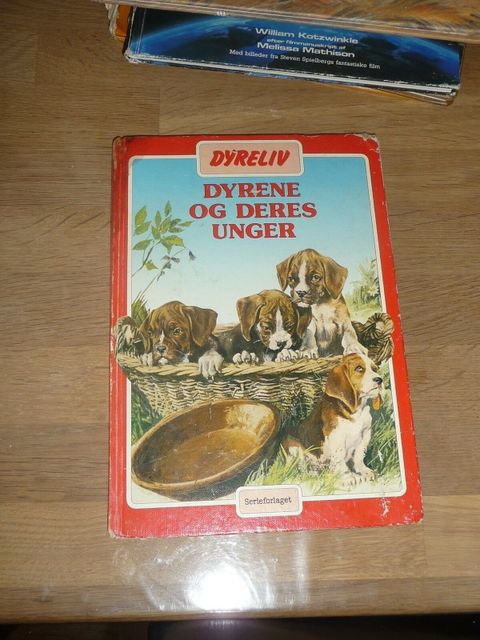 William Kotzwinkle
efter filmmanuskript af
Melissa Mathison
Med billeder fra Steven Spielbergs fantastiske film
DYRELIV
DYRENE
OG DERES
UNGER
Serieforlaget